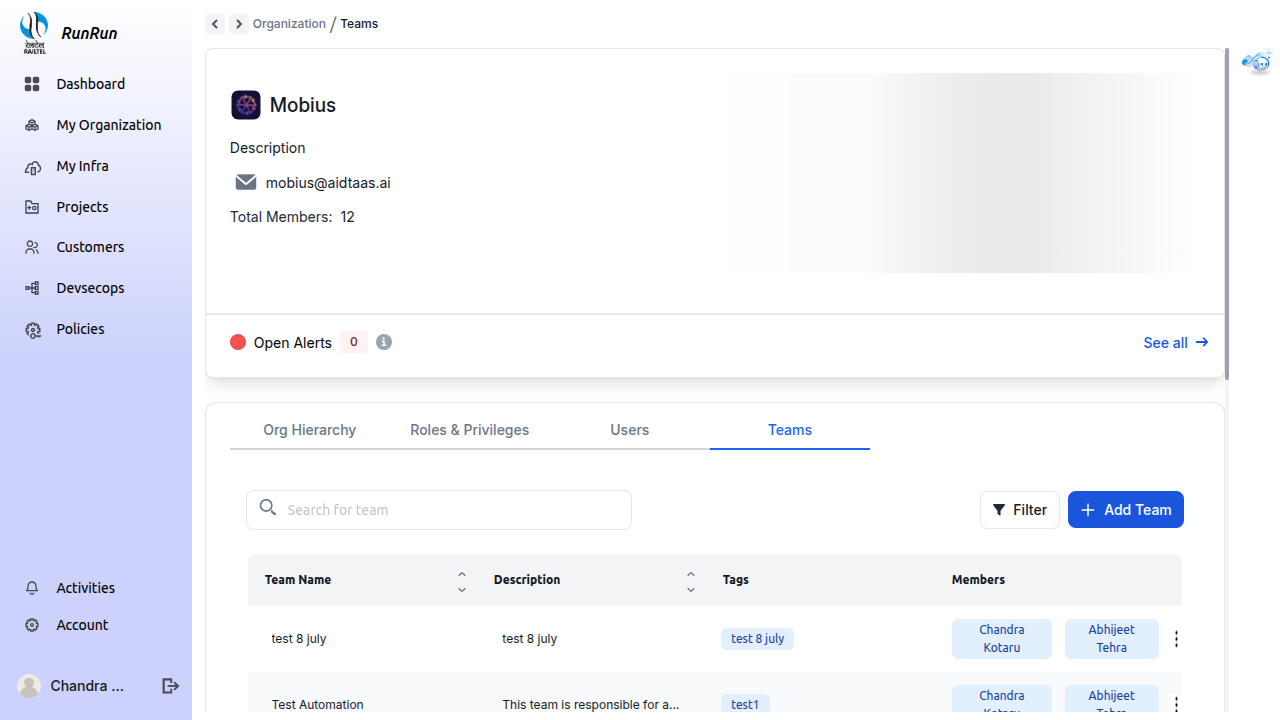 रेलटेल
RAILTEL
RunRun
Dashboard
My Organization
My Infra
Projects
Customers
Devsecops
Policies
Activities
Account
Chandra ...
Organization / Teams
Mobius
Description
mobius@aidtaas.ai
Total Members: 12
Open Alerts 0
See all
Org Hierarchy Roles & Privileges Users Teams
Search for team
Filter
Add Team
Team Name Description Tags Members
test 8 july test 8 july test 8 july Chandra Kotaru Abhijeet Tehra
Test Automation This team is responsible for a... test1 Chandra Kotaru Abhijeet Tehra